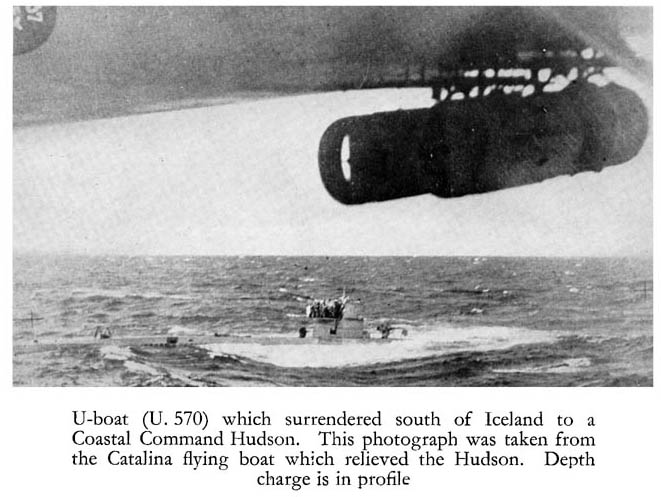 U-boat (U. 570) which surrendered south of Iceland to a
Coastal Command Hudson. This photograph was taken from
the Catalina flying boat which relieved the Hudson. Depth
charge is in profile